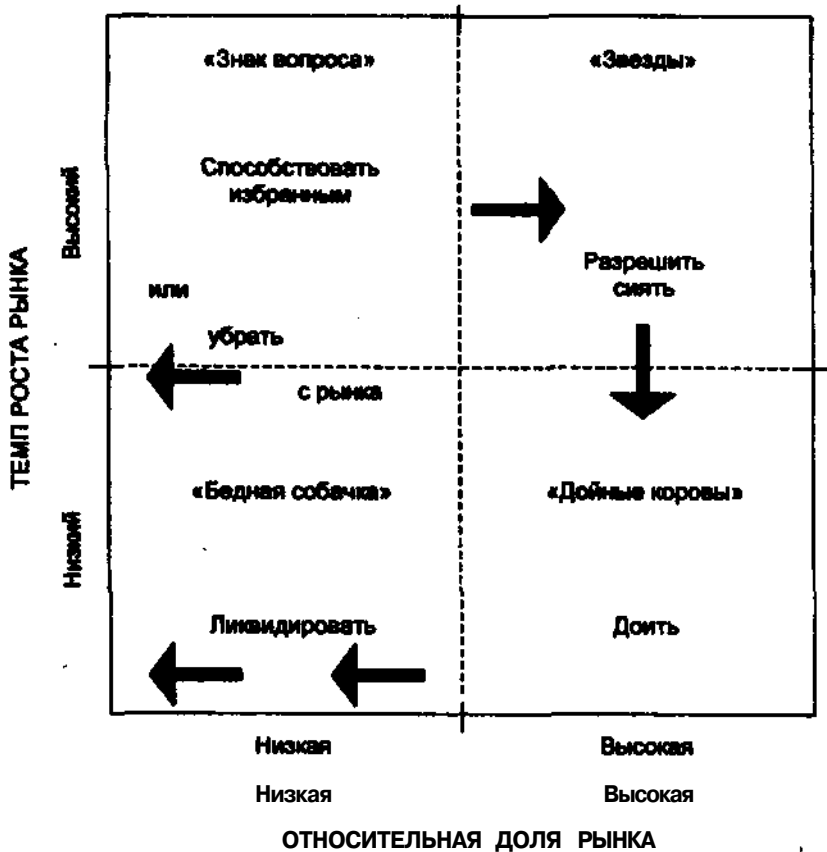 «Знак вопроса»
«Звезды»
Способствовать
избранным
Разрешить
сиять
или
убрать
с рынка
ТЕМП РОСТА РЫНКА
Высокий
Низкий
«Бедная собачка»
«Дойные коровы»
Ликвидировать
Доить
Низкая
Высокая
Низкая
Высокая
ОТНОСИТЕЛЬНАЯ ДОЛЯ РЫНКА